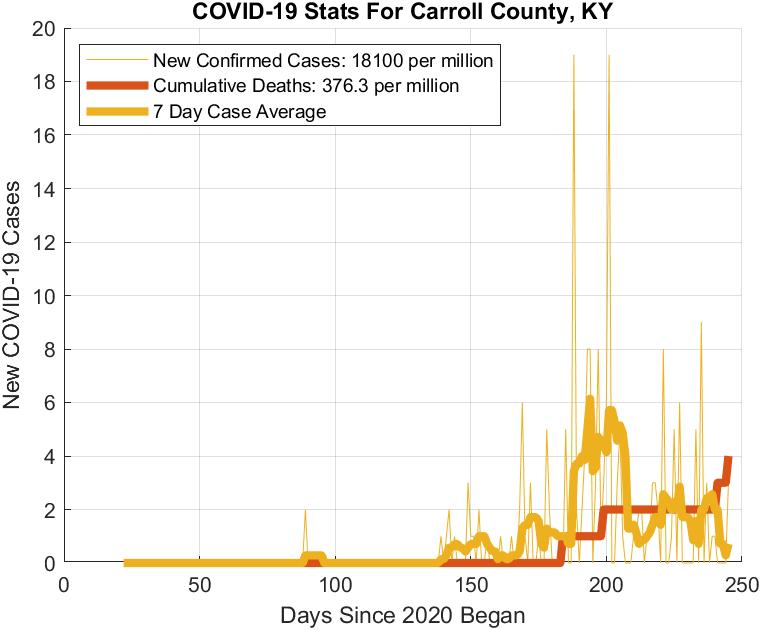 COVID-19 Stats For Carroll County, KY
New Confirmed Cases: 18100 per million
Cumulative Deaths: 376.3 per million
7 Day Case Average
New COVID-19 Cases
20
18
16
14
12
10
8
6
4
2
0
0 50 100 150 200 250
Days Since 2020 Began